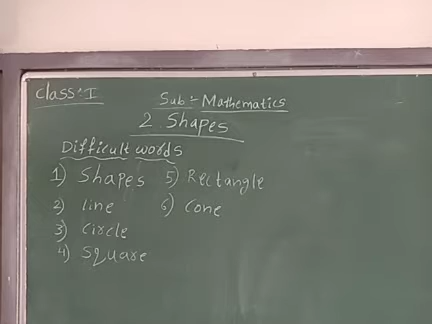 Class:- I
Sub:- Mathematics
2. Shapes
Difficult words
1) Shapes 5) Rectangle
2) line 6) Cone
3) circle
4) Square